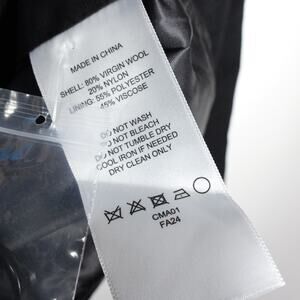 MADE IN CHINA
SHELL: 80% VIRGIN WOOL
20% NYLON
LINING: 55% POLYESTER
45% VISCOSE
DO NOT WASH
DO NOT BLEACH
DO NOT TUMBLE DRY
COOL IRON IF NEEDED
DRY CLEAN ONLY
CMA01
FA24